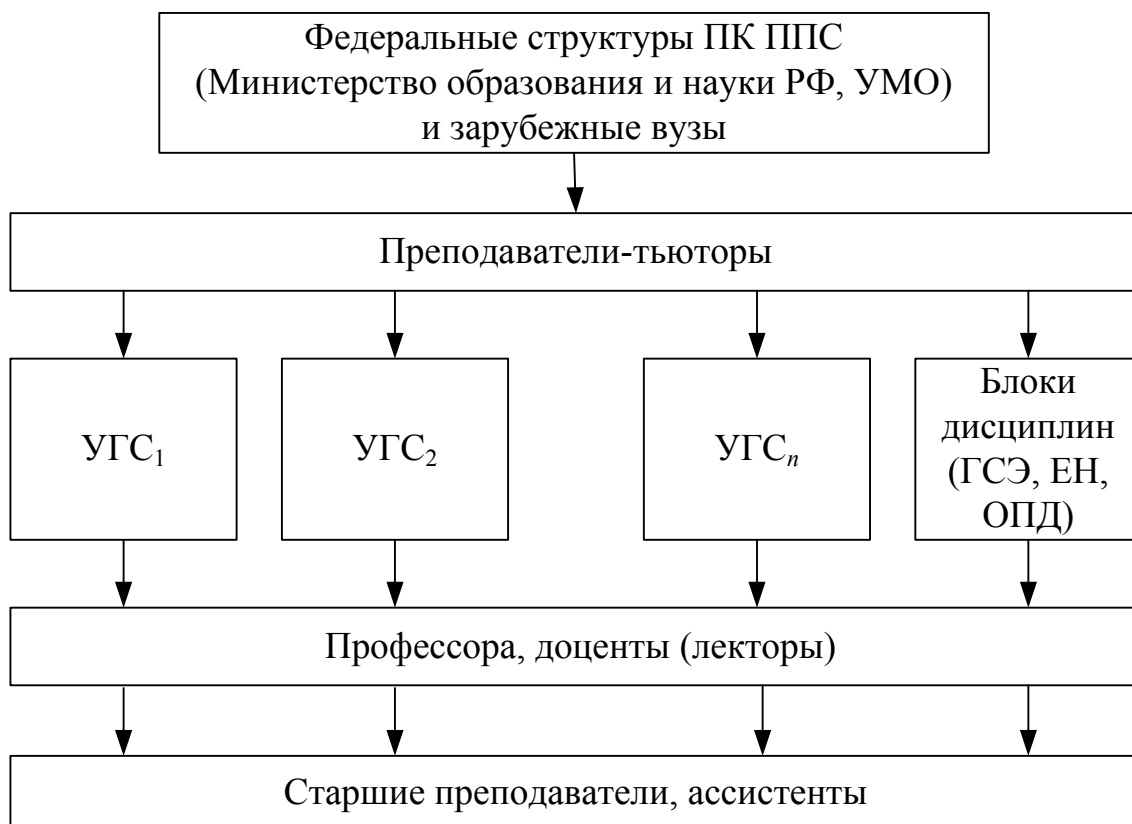 Федеральные структуры ПК ППС
(Министерство образования и науки РФ, УМО)
и зарубежные вузы
Преподаватели-тьюторы
УГС₁
УГС₂
УГСₙ
Блоки
дисциплин
(ГСЭ, ЕН,
ОПД)
Профессора, доценты (лекторы)
Старшие преподаватели, ассистенты